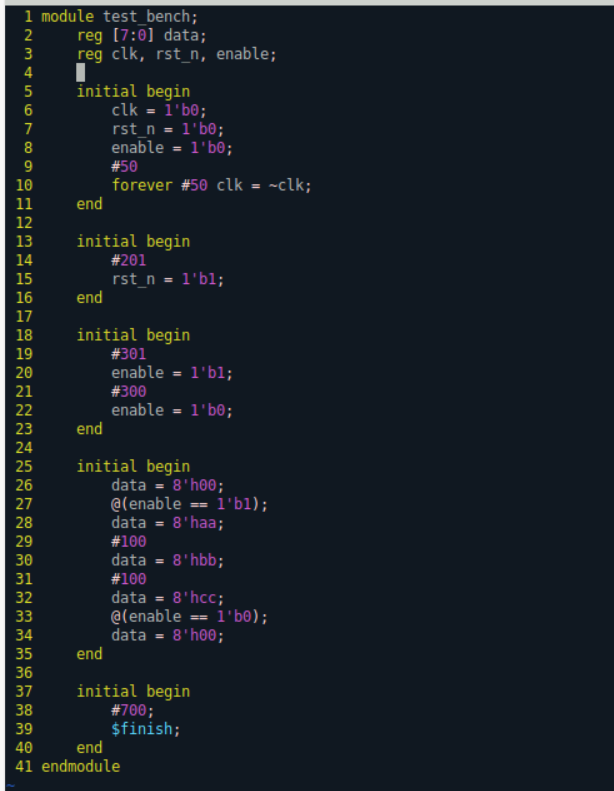 1 module test_bench;
2     reg [7:0] data;
3     reg clk, rst_n, enable;
4
5     initial begin
6         clk = 1'b0;
7         rst_n = 1'b0;
8         enable = 1'b0;
9         #50
10         forever #50 clk = ~clk;
11     end
12
13     initial begin
14         #201
15         rst_n = 1'b1;
16     end
17
18     initial begin
19         #301
20         enable = 1'b1;
21         #300
22         enable = 1'b0;
23     end
24
25     initial begin
26         data = 8'h00;
27         @(enable == 1'b1);
28         data = 8'haa;
29         #100
30         data = 8'hbb;
31         #100
32         data = 8'hcc;
33         @(enable == 1'b0);
34         data = 8'h00;
35     end
36
37     initial begin
38         #700;
39         $finish;
40     end
41 endmodule
~